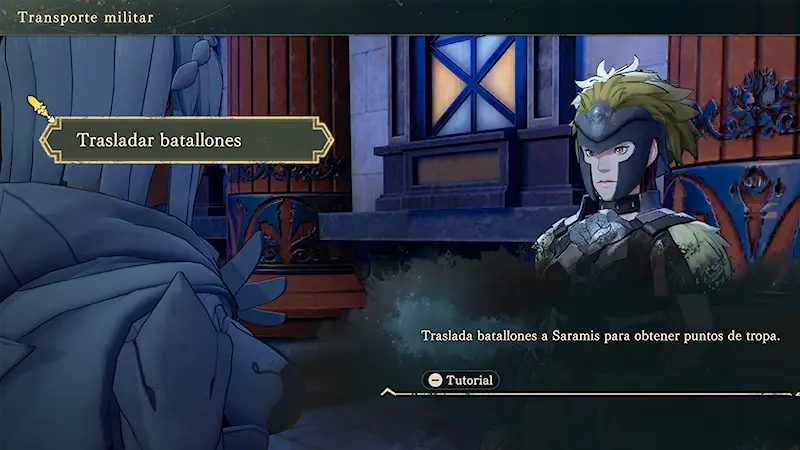 Transporte militar
Trasladar batallones
Traslada batallones a Saramis para obtener puntos de tropa.
Tutorial